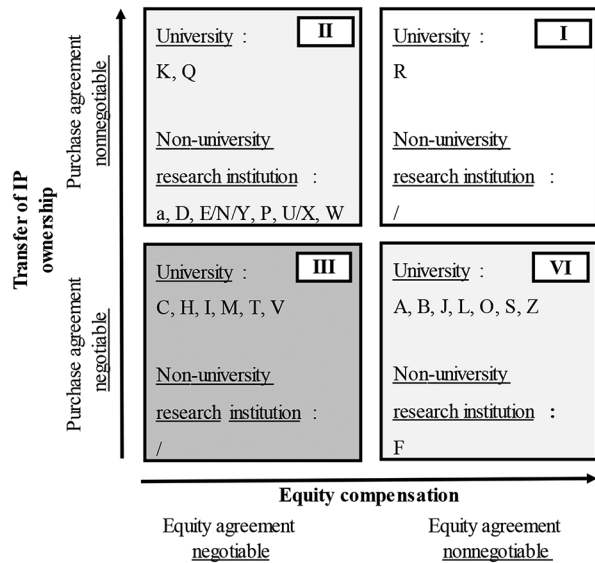 Transfer of IP
ownership
Purchase agreement
nonnegotiable
Purchase agreement
negotiable
II
University :
K, Q
Non-university
research institution :
a, D, E/N/Y, P, U/X, W
I
University :
R
Non-university
research institution :
/
III
University :
C, H, I, M, T, V
Non-university
research institution :
/
VI
University :
A, B, J, L, O, S, Z
Non-university
research institution :
F
Equity compensation
Equity agreement
negotiable
Equity agreement
nonnegotiable